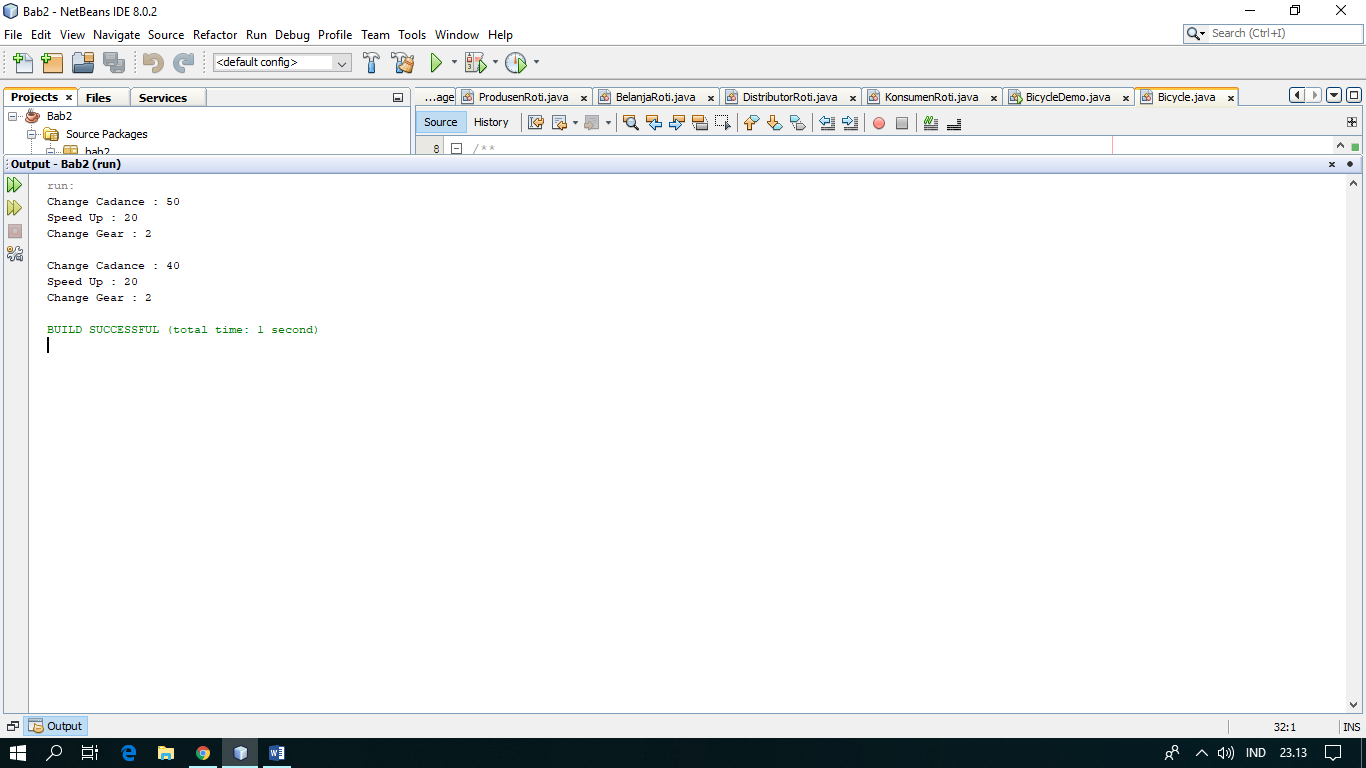 Bab2 - NetBeans IDE 8.0.2
File Edit View Navigate Source Refactor Run Debug Profile Team Tools Window Help
Search (Ctrl+I)
<default config>
Projects Files Services
...age ProdusenRoti.java BelanjaRoti.java DistributorRoti.java KonsumenRoti.java BicycleDemo.java Bicycle.java
Bab2
Source Packages
bab2
Source History
8 /**
Output - Bab2 (run)
run:
Change Cadance : 50
Speed Up : 20
Change Gear : 2
Change Cadance : 40
Speed Up : 20
Change Gear : 2
BUILD SUCCESSFUL (total time: 1 second)
Output
32:1 INS
IND 23.13